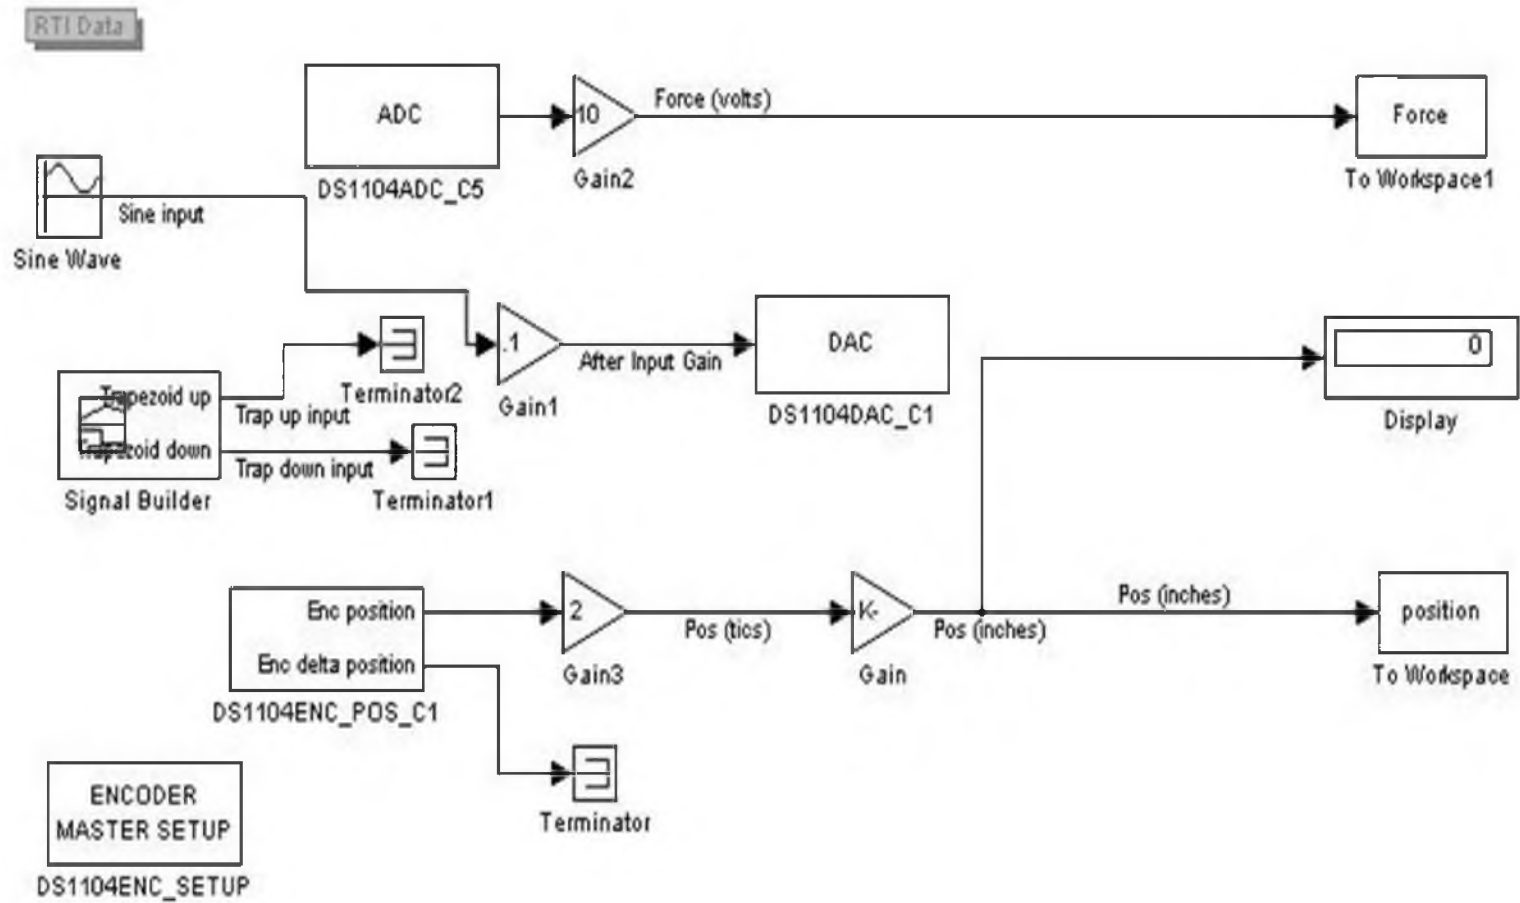 RTI Data
ADC
DS1104ADC_C5
10
Gain2
Force (volts)
Force
To Workspace1
Sine input
Sine Wave
.1
Gain1
After Input Gain
DAC
DS1104DAC_C1
0
Display
Terminator2
Trapezoid up
Trap up input
Trapezoid down
Trap down input
Signal Builder
Terminator1
Enc position
Enc delta position
DS1104ENC_POS_C1
2
Gain3
Pos (tics)
K-
Gain
Pos (inches)
Pos (inches)
position
To Workspace
Terminator
ENCODER
MASTER SETUP
DS1104ENC_SETUP